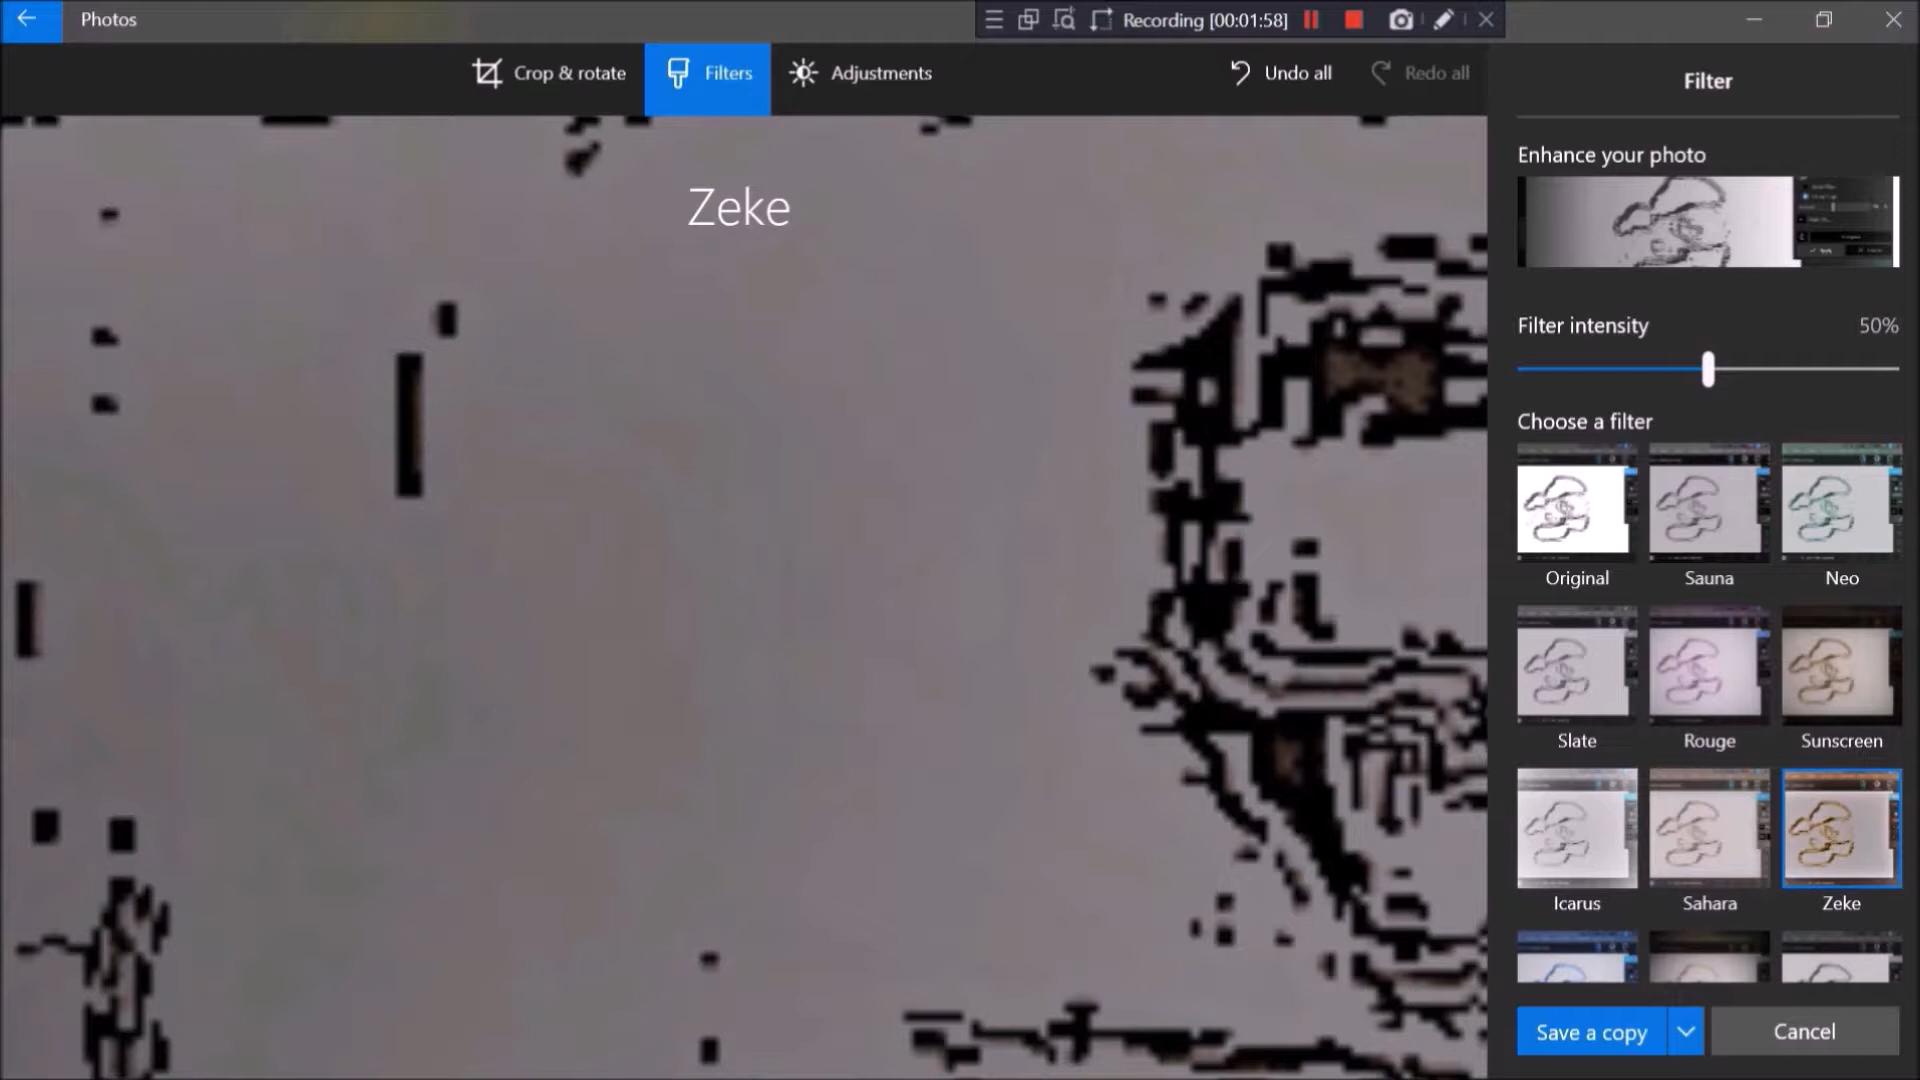 Photos
Recording [00:01:58]
Crop & rotate
Filters
Adjustments
Undo all
Redo all
Zeke
Filter
Enhance your photo
Filter intensity 50%
Choose a filter
Original Sauna Neo
Slate Rouge Sunscreen
Icarus Sahara Zeke
Save a copy
Cancel